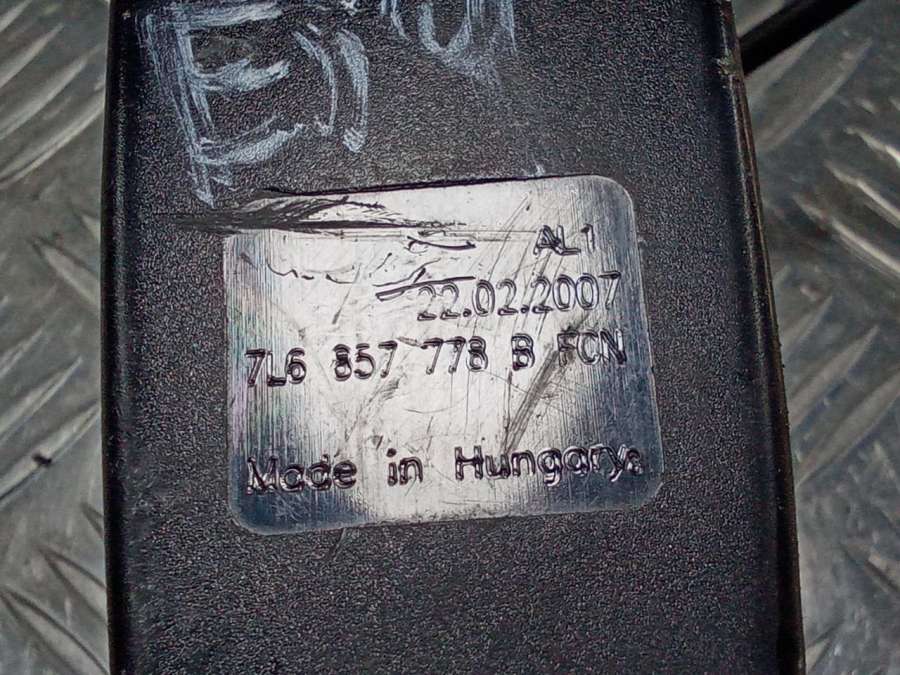 AL1
22.02.2007
7L6 857 778 B FCN
Made in Hungary